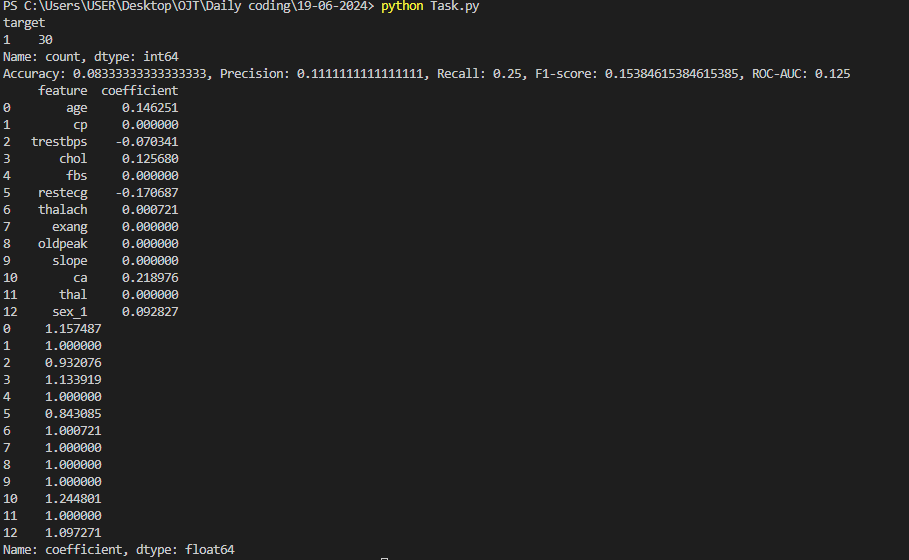 PS C:\Users\USER\Desktop\OJT\Daily coding\19-06-2024> python Task.py
target
1    30
Name: count, dtype: int64
Accuracy: 0.08333333333333333, Precision: 0.1111111111111111, Recall: 0.25, F1-score: 0.15384615384615385, ROC-AUC: 0.125
     feature  coefficient
0        age     0.146251
1         cp     0.000000
2   trestbps    -0.070341
3       chol     0.125680
4        fbs     0.000000
5    restecg    -0.170687
6    thalach     0.000721
7      exang     0.000000
8    oldpeak     0.000000
9      slope     0.000000
10        ca     0.218976
11      thal     0.000000
12     sex_1     0.092827
0     1.157487
1     1.000000
2     0.932076
3     1.133919
4     1.000000
5     0.843085
6     1.000721
7     1.000000
8     1.000000
9     1.000000
10    1.244801
11    1.000000
12    1.097271
Name: coefficient, dtype: float64